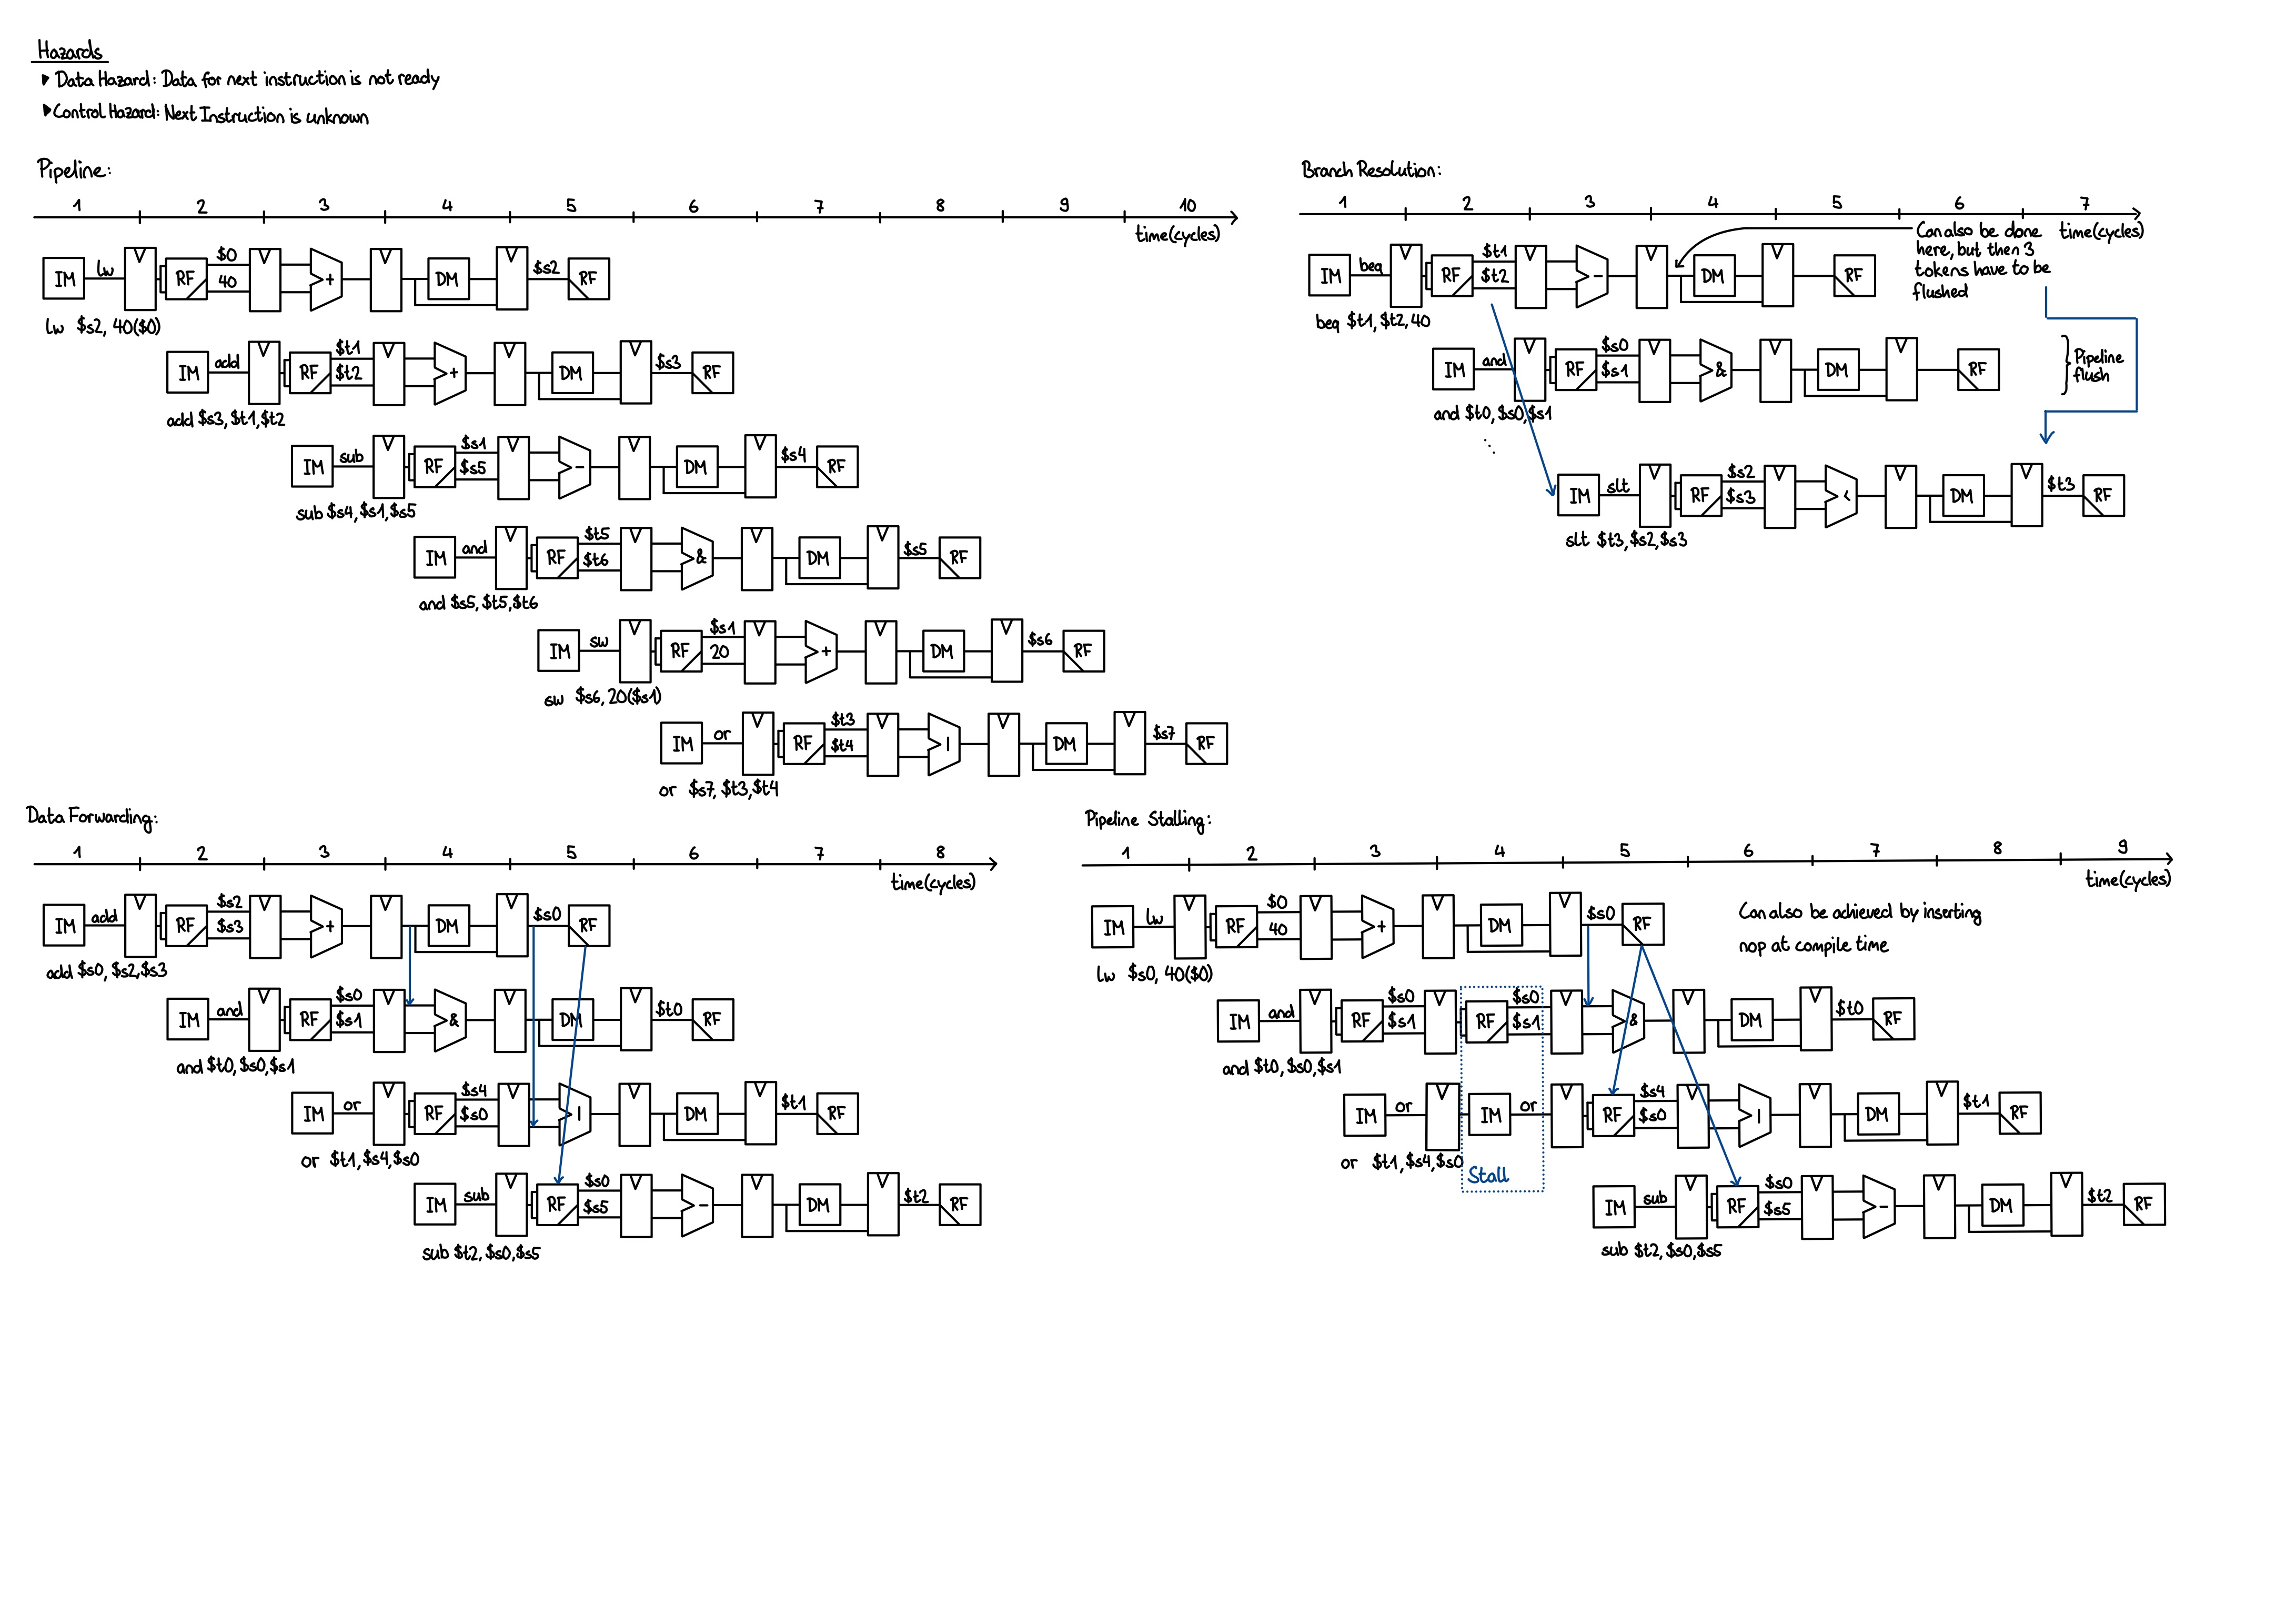 Hazards
▸ Data Hazard: Data for next instruction is not ready
▸ Control Hazard: Next Instruction is unknown
Pipeline:
1 2 3 4 5 6 7 8 9 10
time(cycles)
IM lw RF $0 40 + DM $s2 RF
lw $s2, 40($0)
IM add RF $t1 $t2 + DM $s3 RF
add $s3, $t1, $t2
IM sub RF $s1 $s5 - DM $s4 RF
sub $s4, $s1, $s5
IM and RF $t5 $t6 & DM $s5 RF
and $s5, $t5, $t6
IM sw RF $s1 20 + DM $s6 RF
sw $s6, 20($s1)
IM or RF $t3 $t4 | DM $s7 RF
or $s7, $t3, $t4
Branch Resolution:
1 2 3 4 5 6 7
time(cycles)
Can also be done
here, but then 3
tokens have to be
flushed
IM beq RF $t1 $t2 - DM RF
beq $t1, $t2, 40
IM and RF $s0 $s1 & DM RF
and $t0, $s0, $s1
Pipeline
flush
IM slt RF $s2 $s3 < DM $t3 RF
slt $t3, $s2, $s3
Data Forwarding:
1 2 3 4 5 6 7 8
time(cycles)
IM add RF $s2 $s3 + DM $s0 RF
add $s0, $s2, $s3
IM and RF $s0 $s1 & DM $t0 RF
and $t0, $s0, $s1
IM or RF $s4 $s0 | DM $t1 RF
or $t1, $s4, $s0
IM sub RF $s0 $s5 - DM $t2 RF
sub $t2, $s0, $s5
Pipeline Stalling:
1 2 3 4 5 6 7 8 9
time(cycles)
IM lw RF $0 40 + DM $s0 RF
lw $s0, 40($0)
Can also be achieved by inserting
nop at compile time
IM and RF $s0 $s1 RF $s0 $s1 & DM $t0 RF
and $t0, $s0, $s1
IM or IM or RF $s4 $s0 | DM $t1 RF
or $t1, $s4, $s0
Stall
IM sub RF $s0 $s5 - DM $t2 RF
sub $t2, $s0, $s5